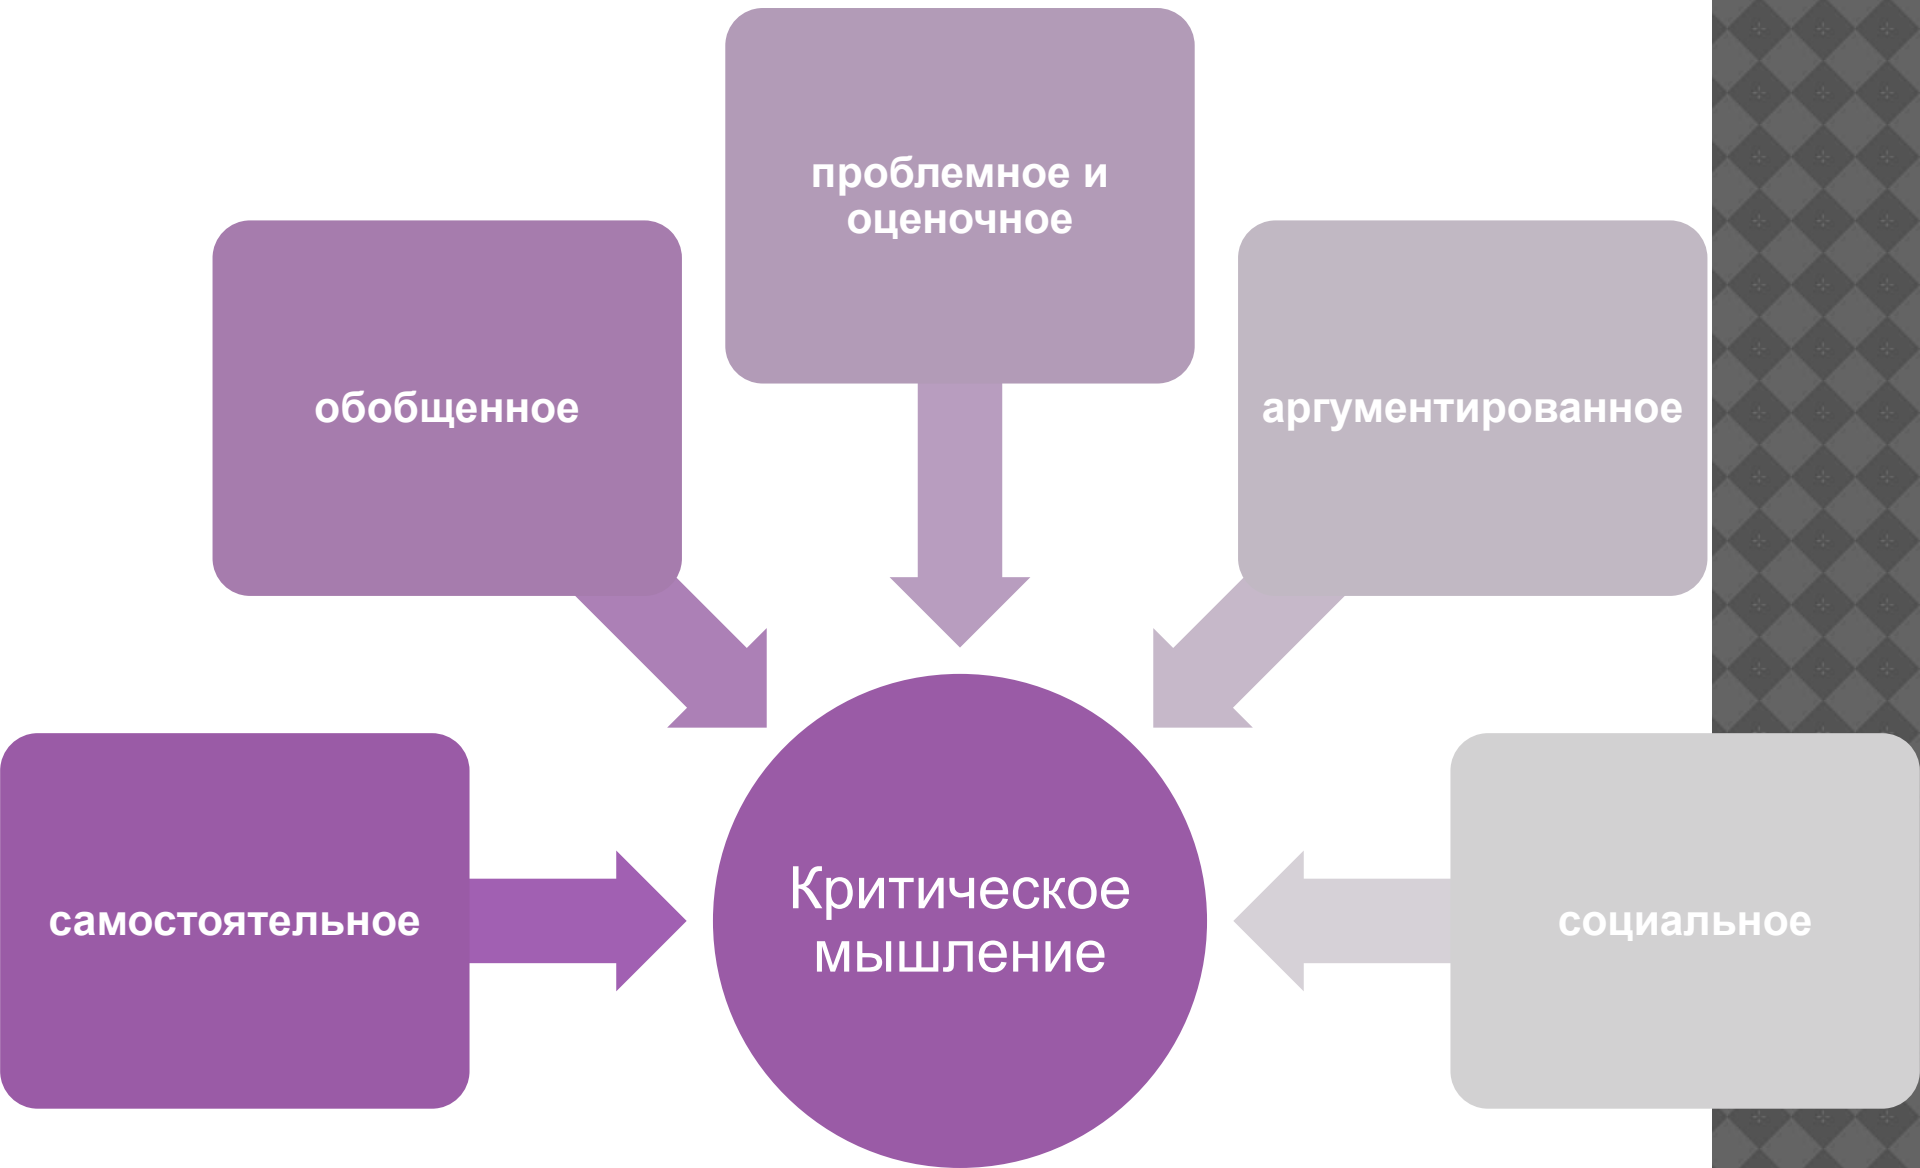 проблемное и
оценочное
обобщенное
аргументированное
самостоятельное
Критическое
мышление
социальное